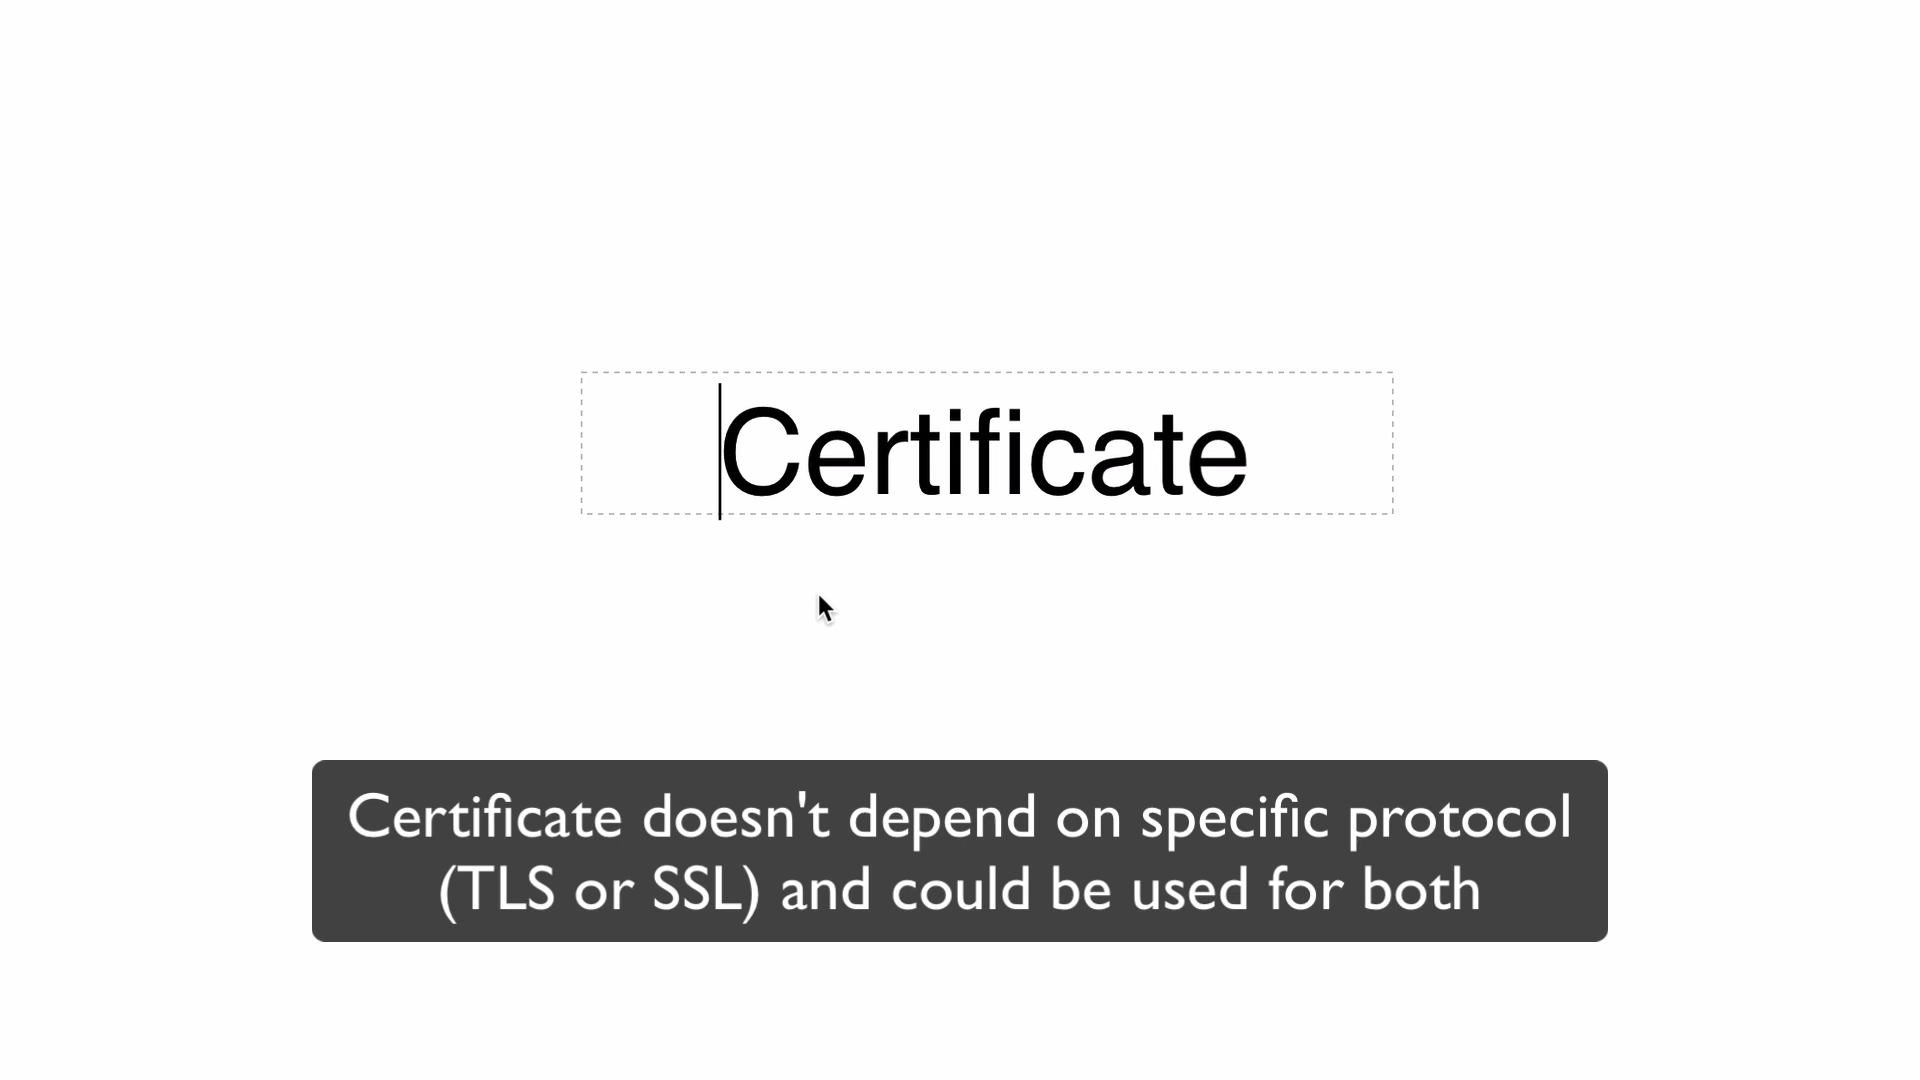 Certificate
Certificate doesn't depend on specific protocol
(TLS or SSL) and could be used for both